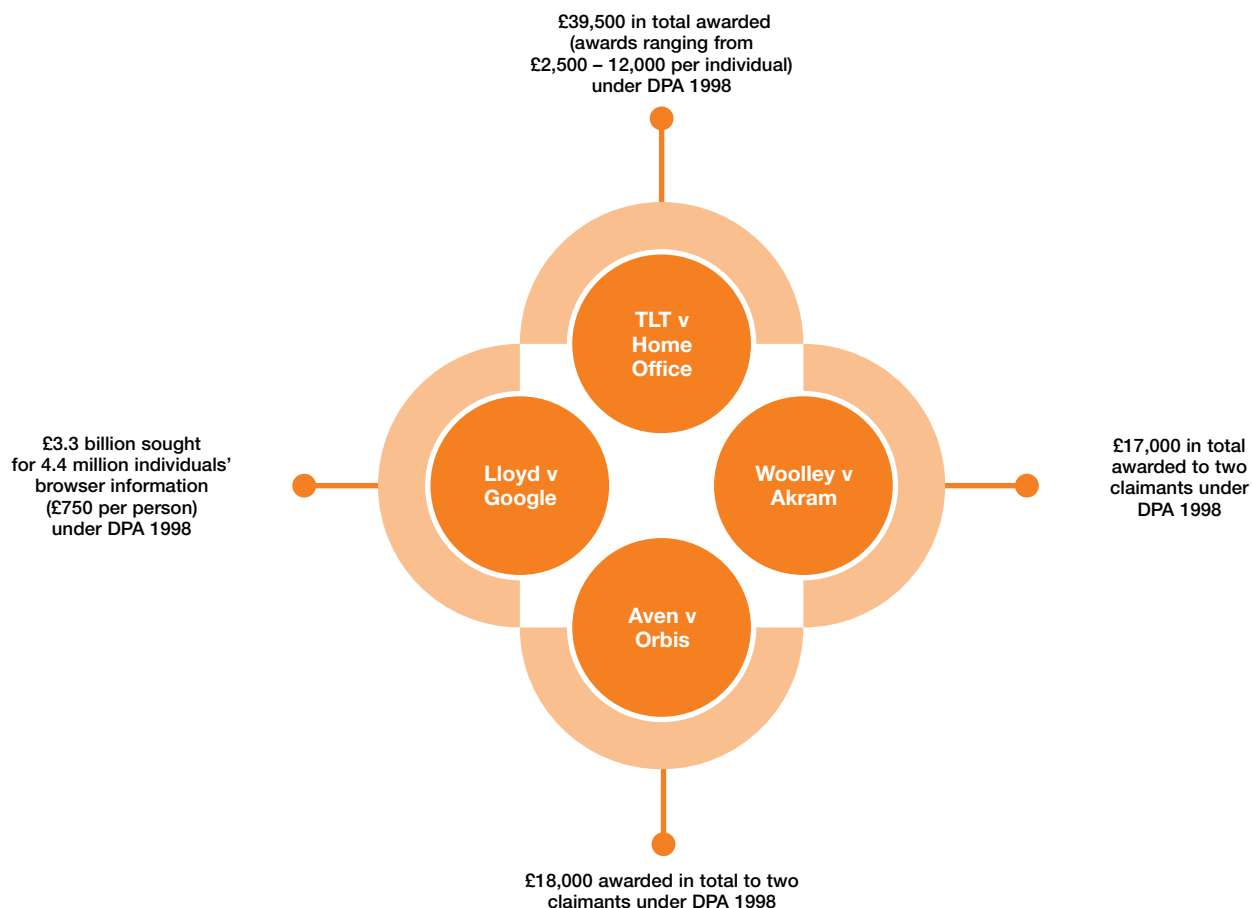 £39,500 in total awarded
(awards ranging from
£2,500 – 12,000 per individual)
under DPA 1998
TLT v
Home
Office
£3.3 billion sought
for 4.4 million individuals’
browser information
(£750 per person)
under DPA 1998
Lloyd v
Google
Woolley v
Akram
£17,000 in total
awarded to two
claimants under
DPA 1998
Aven v
Orbis
£18,000 awarded in total to two
claimants under DPA 1998